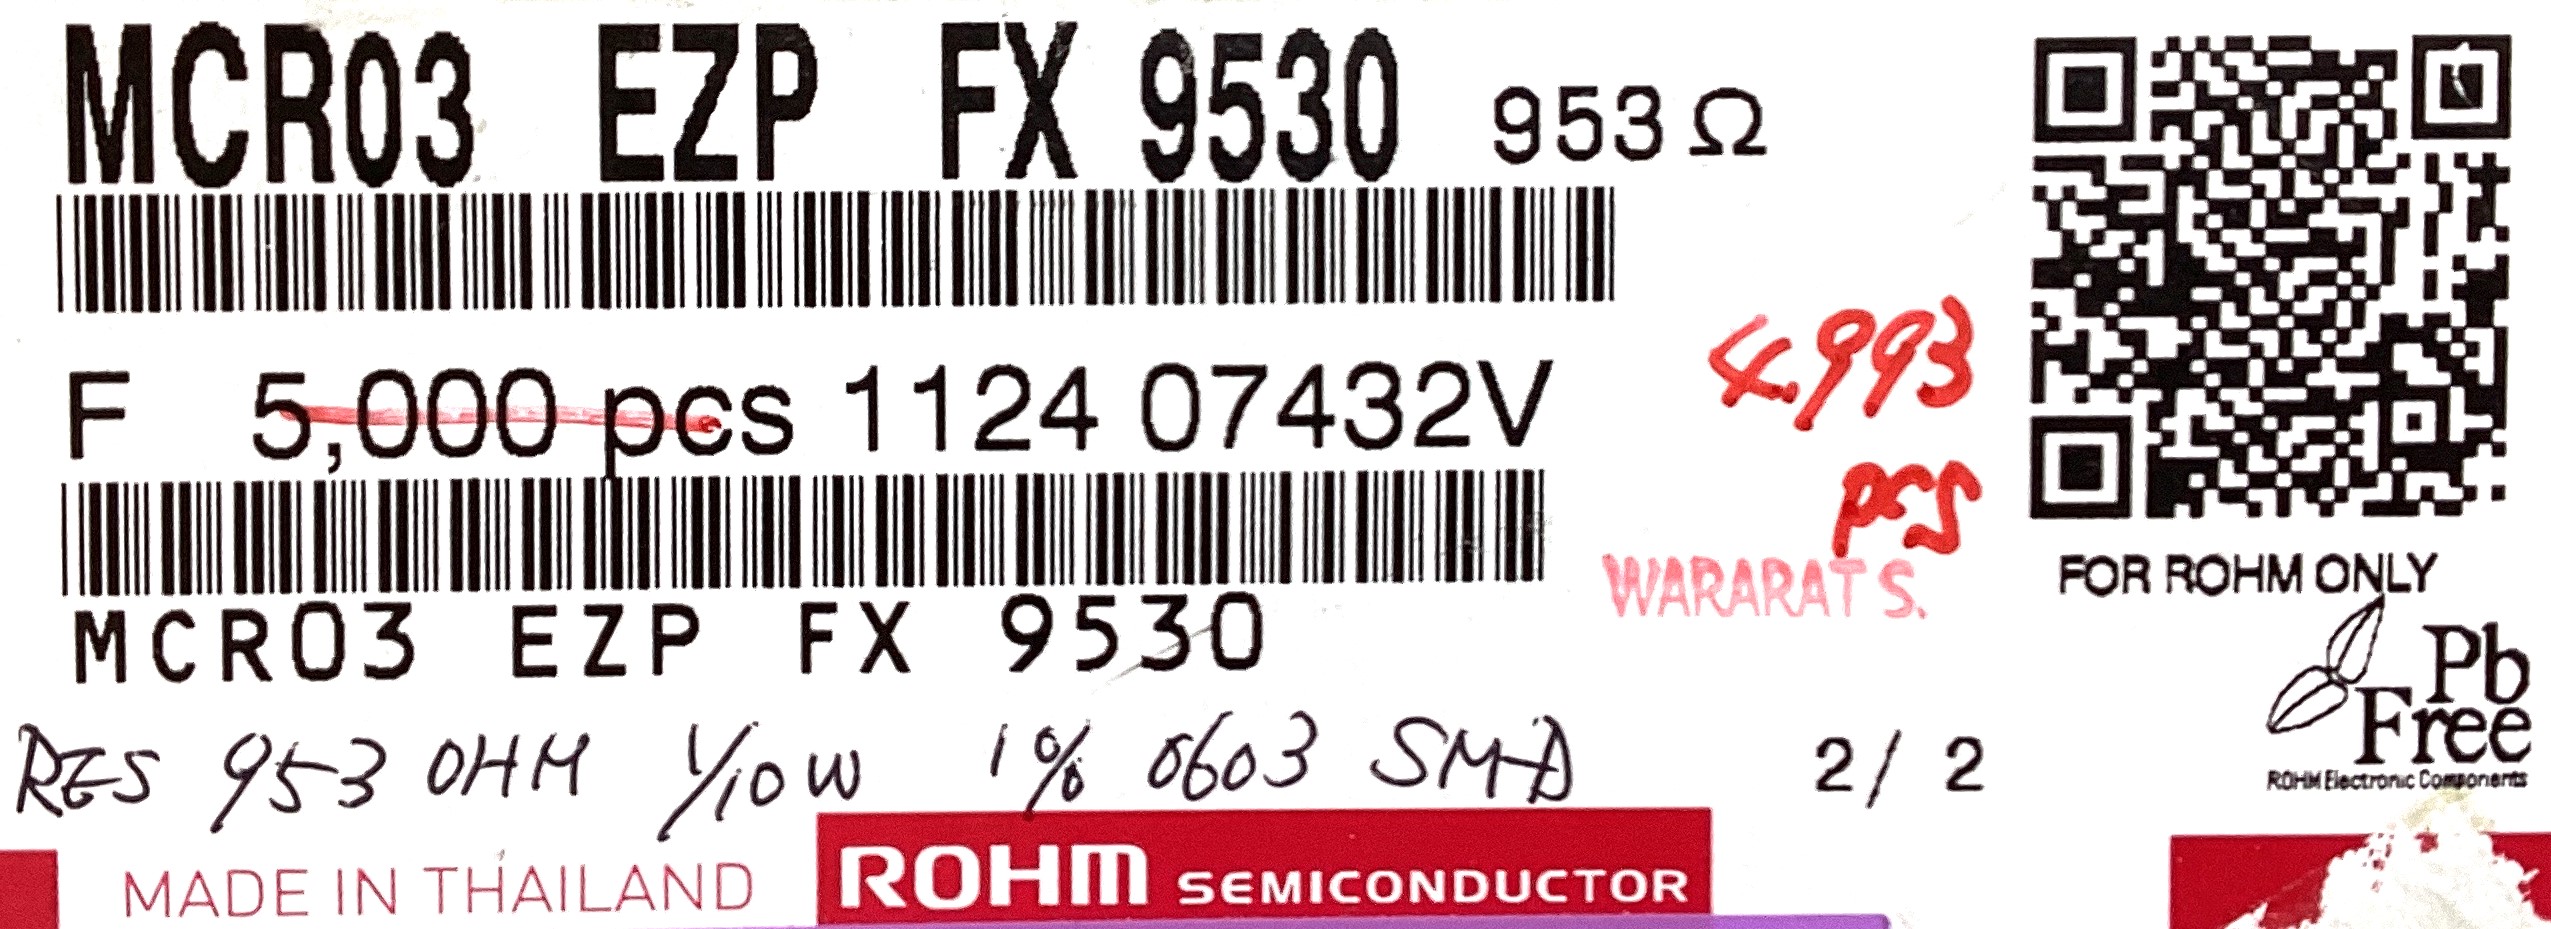 MCR03 EZP FX 9530 953Ω
F 5,000 pcs 1124 07432V
4,993
pcs
WARARAT S.
FOR ROHM ONLY
MCR03 EZP FX 9530
Pb
Free
ROHM Electronic Components
RES 953 OHM 1/10W 1% 0603 SMD
2/ 2
MADE IN THAILAND
ROHM SEMICONDUCTOR